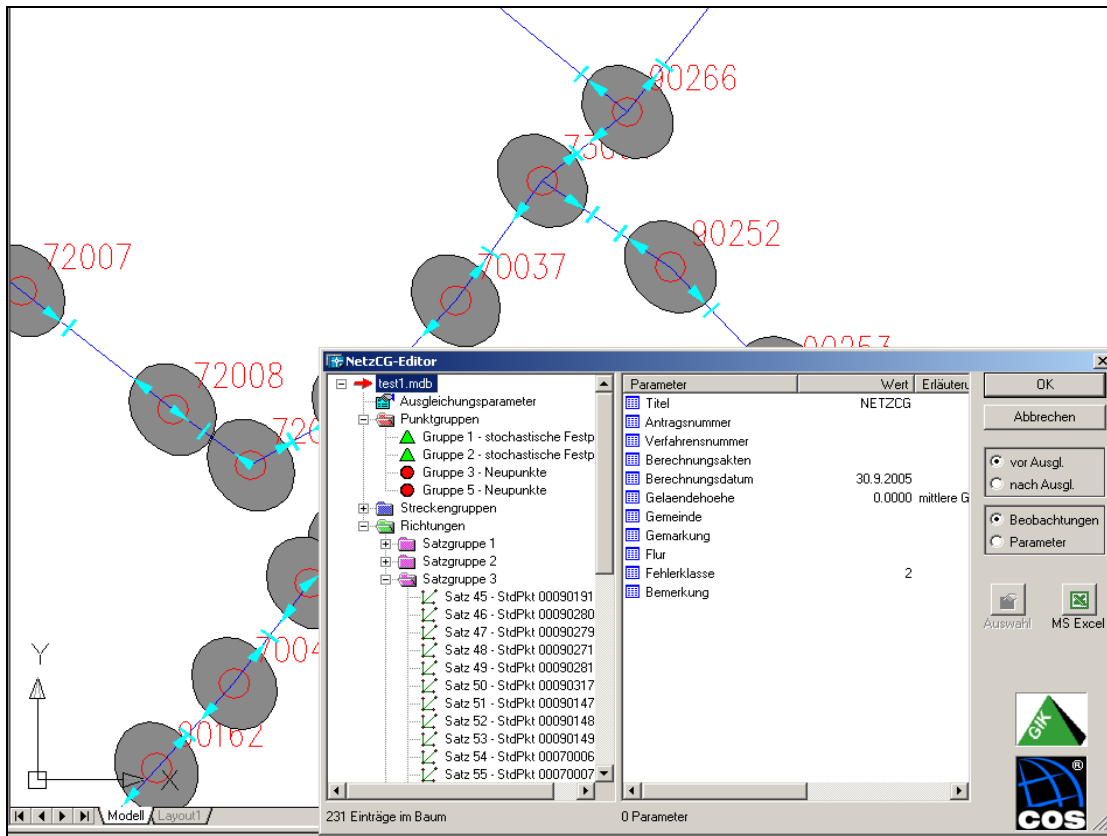 90266
90252
72007
70037
72008
NetzCG-Editor
test1.mdb
Ausgleichungsparameter
Punktgruppen
Gruppe 1 - stochastische Festp
Gruppe 2 - stochastische Festp
Gruppe 3 - Neupunkte
Gruppe 5 - Neupunkte
Streckengruppen
Richtungen
Satzgruppe 1
Satzgruppe 2
Satzgruppe 3
Satz 45 - StdPkt 00090191
Satz 46 - StdPkt 00090280
Satz 47 - StdPkt 00090279
Satz 48 - StdPkt 00090271
Satz 49 - StdPkt 00090281
Satz 50 - StdPkt 00090317
Satz 51 - StdPkt 00090147
Satz 52 - StdPkt 00090148
Satz 53 - StdPkt 00090149
Satz 54 - StdPkt 00070006
Satz 55 - StdPkt 00070007
231 Einträge im Baum
Parameter Wert Erläuteru
Titel NETZCG
Antragsnummer
Verfahrensnummer
Berechnungsakten
Berechnungsdatum 30.9.2005
Gelaendehoehe 0.0000 mittlere G
Gemeinde
Gemarkung
Flur
Fehlerklasse 2
Bemerkung
0 Parameter
OK
Abbrechen
vor Ausgl.
nach Ausgl.
Beobachtungen
Parameter
Auswahl MS Excel
GIK
COS ®
7004
90162
Y
X
Modell Layout1